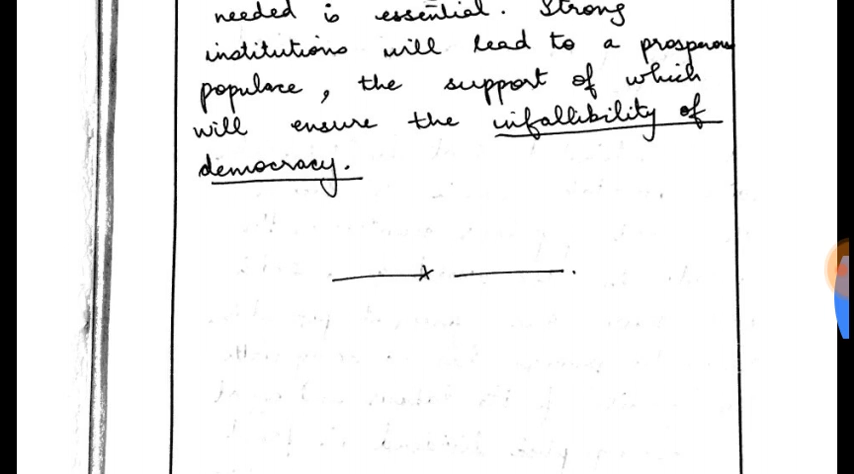 needed is essential. Strong
institutions will lead to a prosperous
populace, the support of which
will ensure the infallibility of
democracy.